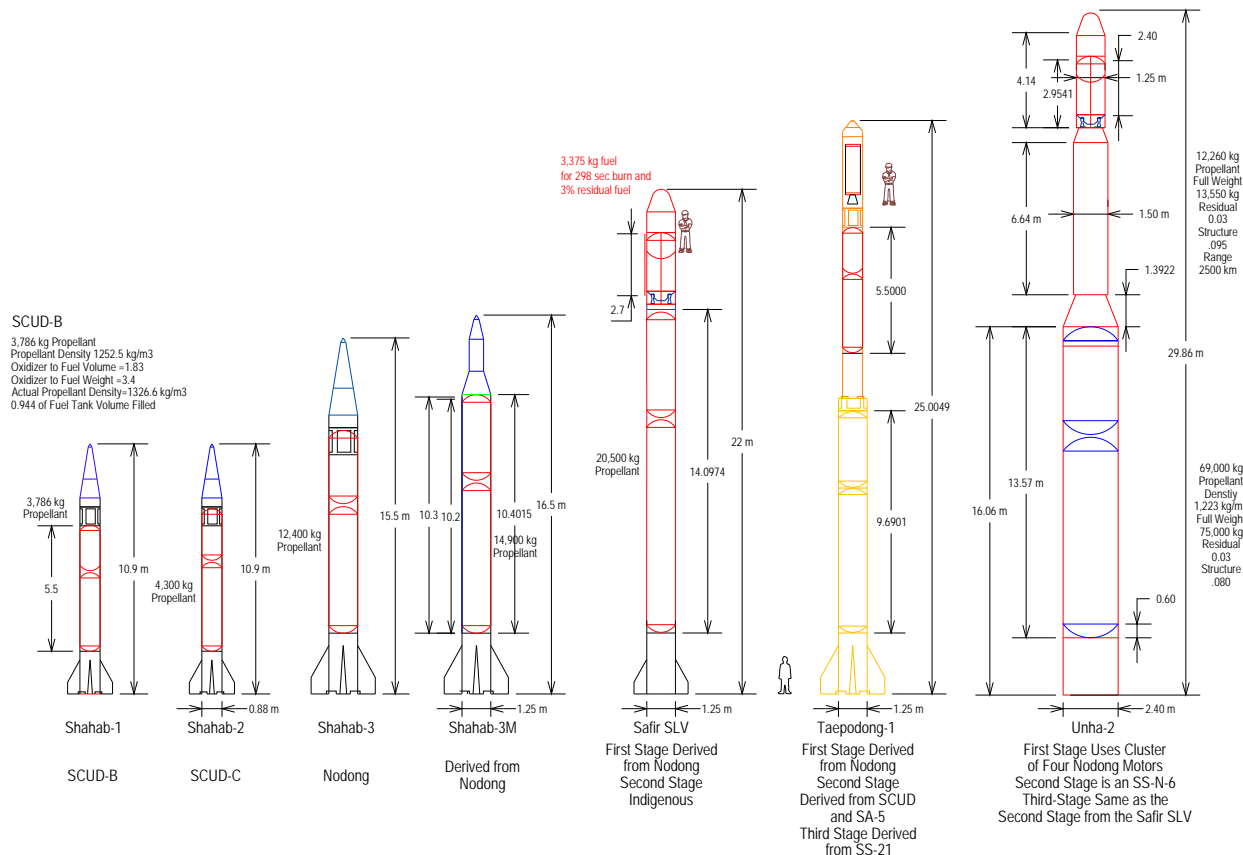 SCUD-B
3,786 kg Propellant
Propellant Density 1252.5 kg/m3
Oxidizer to Fuel Volume =1.83
Oxidizer to Fuel Weight =3.4
Actual Propellant Density=1326.6 kg/m3
0.944 of Fuel Tank Volume Filled
3,786 kg
Propellant
5.5
10.9 m
Shahab-1
SCUD-B
4,300 kg
Propellant
10.9 m
0.88 m
Shahab-2
SCUD-C
12,400 kg
Propellant
15.5 m
Shahab-3
Nodong
10.3
10.2
10.4015
14,900 kg
Propellant
16.5 m
1.25 m
Shahab-3M
Derived from
Nodong
3,375 kg fuel
for 298 sec burn and
3% residual fuel
2.7
20,500 kg
Propellant
14.0974
22 m
1.25 m
Safir SLV
First Stage Derived
from Nodong
Second Stage
Indigenous
5.5000
9.6901
25.0049
1.25 m
Taepodong-1
First Stage Derived
from Nodong
Second Stage
Derived from SCUD
and SA-5
Third Stage Derived
from SS-21
2.40
4.14
2.9541
1.25 m
12,260 kg
Propellant
Full Weight
13,550 kg
Residual
0.03
Structure
.095
Range
2500 km
6.64 m
1.50 m
1.3922
29.86 m
16.06 m
13.57 m
69,000 kg
Propellant
Denstiy
1,223 kg/m
Full Weigh
75,000 kg
Residual
0.03
Structure
.080
0.60
2.40 m
Unha-2
First Stage Uses Cluster
of Four Nodong Motors
Second Stage is an SS-N-6
Third-Stage Same as the
Second Stage from the Safir SLV